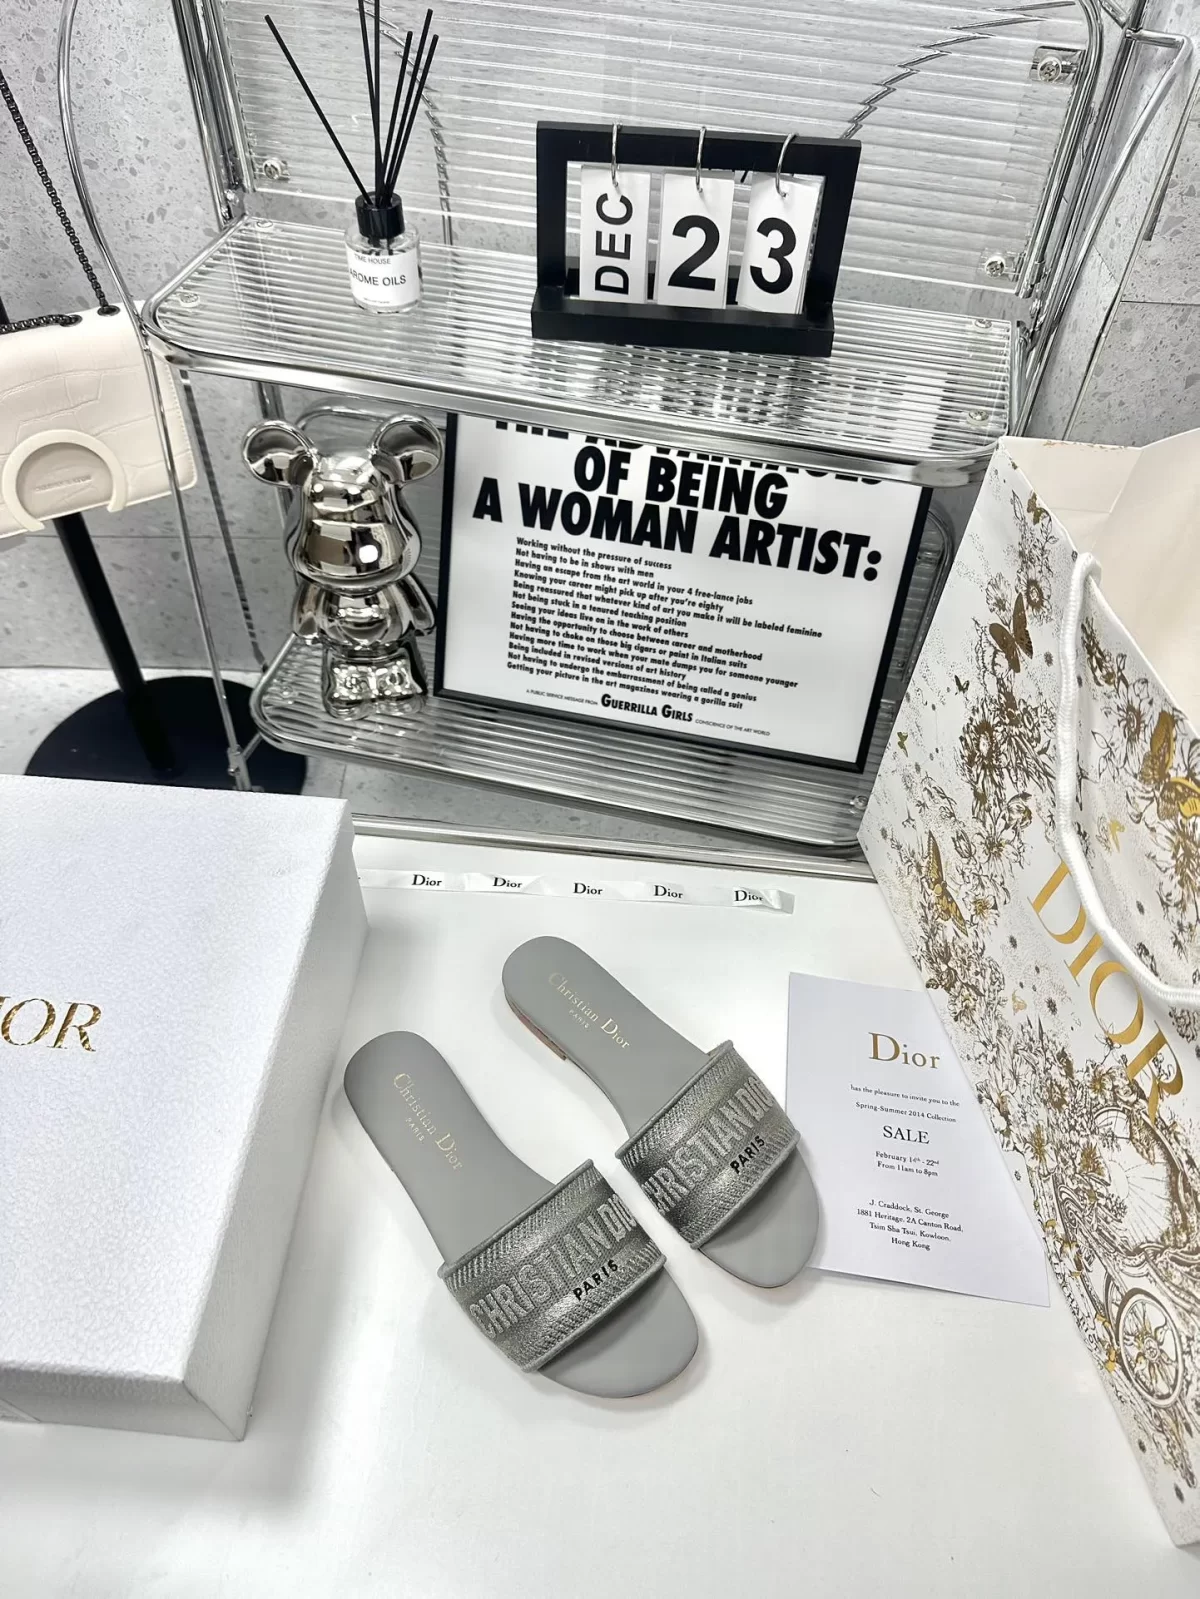 TIME HOUSE
AROME OILS
DEC 23
OF BEING
A WOMAN ARTIST:
Working without the pressure of success
Not having to be in shows with men
Having an escape from the art world in your 4 free-lance jobs
Knowing your career might pick up after you're eighty
Being reassured that whatever kind of art you make it will be labeled feminine
Not being stuck in a tenured teaching position
Seeing your ideas live on in the work of others
Having the opportunity to choose between career and motherhood
Not having to choke on those big cigars or paint in Italian suits
Having more time to work when your mate dumps you for someone younger
Being included in revised versions of art history
Not having to undergo the embarrassment of being called a genius
Getting your picture in the art magazines wearing a gorilla suit
A PUBLIC SERVICE MESSAGE FROM GUERRILLA GIRLS CONSCIENCE OF THE ART WORLD
Dior Dior Dior Dior Dior
DIOR
IOR
Christian Dior
PARIS
Christian Dior
PARIS
CHRISTIAN DIOR
PARIS
CHRISTIAN DIO
PARIS
Dior
has the pleasure to invite you to the
Spring-Summer 2014 Collection
SALE
February 14th - 22nd
From 11am to 8pm
J. Craddock, St. George
1881 Heritage, 2A Canton Road,
Tsim Sha Tsui, Kowloon,
Hong Kong